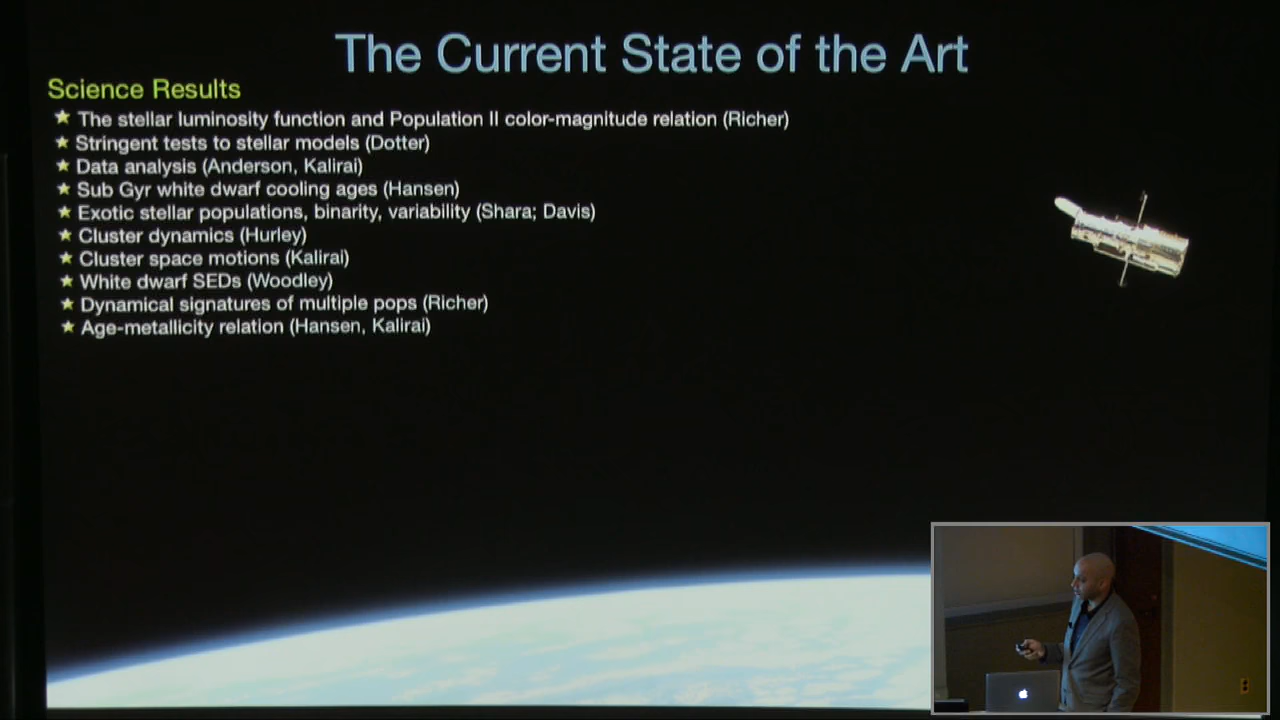 The Current State of the Art
Science Results
The stellar luminosity function and Population II color-magnitude relation (Richer)
Stringent tests to stellar models (Dotter)
Data analysis (Anderson, Kalirai)
Sub Gyr white dwarf cooling ages (Hansen)
Exotic stellar populations, binarity, variability (Shara; Davis)
Cluster dynamics (Hurley)
Cluster space motions (Kalirai)
White dwarf SEDs (Woodley)
Dynamical signatures of multiple pops (Richer)
Age-metallicity relation (Hansen, Kalirai)